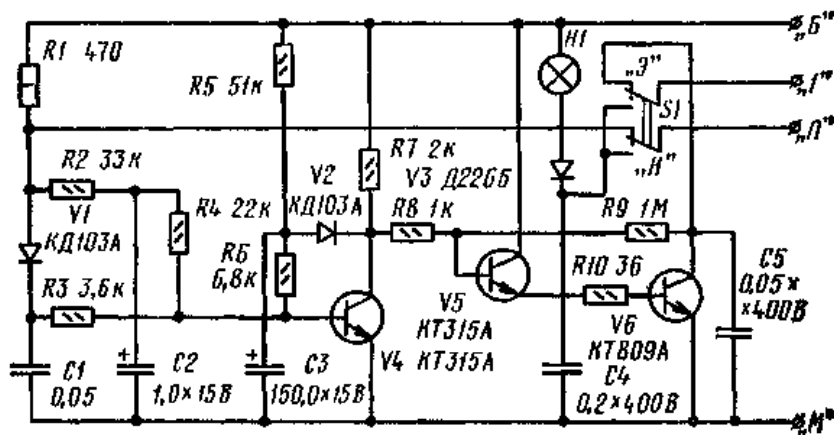 R1 470
R2 33к
V1
КД103А
R3 3,6к
C1
0,05
C2
1,0×15В
R4 22к
R5 51к
R6
6,8к
C3
150,0×15В
V2
КД103А
V4 КТ315А
R7 2к
V3 Д226Б
R8 1к
V5
КТ315А
H1
„Э"
S1
„К"
R9 1М
R10 36
V6
КТ809А
C4
0,2×400В
C5
0,05×
×400В
„Б"
„1"
„П"
„М"